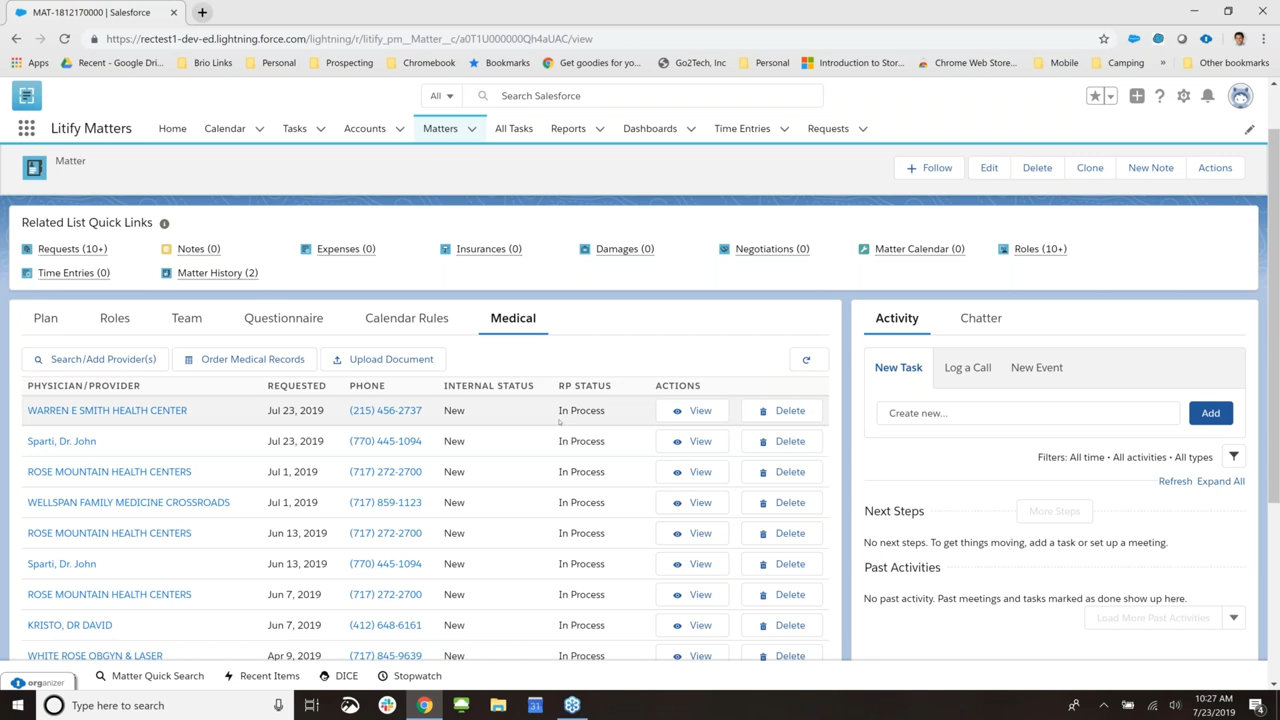 MAT-1812170000 | Salesforce
https://rectest1-dev-ed.lightning.force.com/lightning/r/litify_pm__Matter__c/a0T1U000000Qh4aUAC/view
Apps Recent - Google Dri... Brio Links Personal Prospecting Chromebook Bookmarks Get goodies for yo... Go2Tech, Inc Personal Introduction to Stor... Chrome Web Store... Mobile Camping » Other bookmarks
All Search Salesforce
Litify Matters Home Calendar Tasks Accounts Matters All Tasks Reports Dashboards Time Entries Requests
Matter
Follow Edit Delete Clone New Note Actions
Related List Quick Links
Requests (10+) Notes (0) Expenses (0) Insurances (0) Damages (0) Negotiations (0) Matter Calendar (0) Roles (10+)
Time Entries (0) Matter History (2)
Plan Roles Team Questionnaire Calendar Rules Medical
Search/Add Provider(s) Order Medical Records Upload Document
PHYSICIAN/PROVIDER REQUESTED PHONE INTERNAL STATUS RP STATUS ACTIONS
WARREN E SMITH HEALTH CENTER Jul 23, 2019 (215) 456-2737 New In Process View Delete
Sparti, Dr. John Jul 23, 2019 (770) 445-1094 New In Process View Delete
ROSE MOUNTAIN HEALTH CENTERS Jul 1, 2019 (717) 272-2700 New In Process View Delete
WELLSPAN FAMILY MEDICINE CROSSROADS Jul 1, 2019 (717) 859-1123 New In Process View Delete
ROSE MOUNTAIN HEALTH CENTERS Jun 13, 2019 (717) 272-2700 New In Process View Delete
Sparti, Dr. John Jun 13, 2019 (770) 445-1094 New In Process View Delete
ROSE MOUNTAIN HEALTH CENTERS Jun 7, 2019 (717) 272-2700 New In Process View Delete
KRISTO, DR DAVID Jun 7, 2019 (412) 648-6161 New In Process View Delete
WHITE ROSE OBGYN & LASER Apr 9, 2019 (717) 845-9639 New In Process View Delete
Activity Chatter
New Task Log a Call New Event
Create new... Add
Filters: All time • All activities • All types
Refresh Expand All
Next Steps More Steps
No next steps. To get things moving, add a task or set up a meeting.
Past Activities
No past activity. Past meetings and tasks marked as done show up here.
Load More Past Activities
organizer Matter Quick Search Recent Items DICE Stopwatch
Type here to search
31
10:27 AM
7/23/2019
4